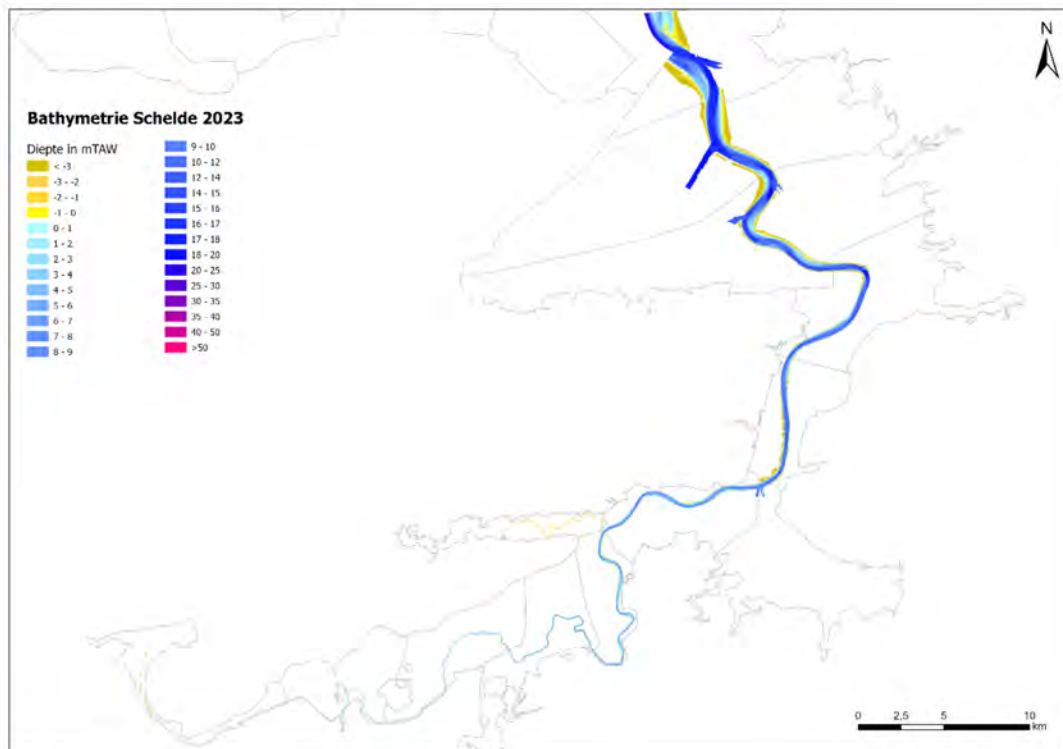 N
Bathymetrie Schelde 2023
Diepte in mTAW
< -3
-3 - -2
-2 - -1
-1 - 0
0 - 1
1 - 2
2 - 3
3 - 4
4 - 5
5 - 6
6 - 7
7 - 8
8 - 9
9 - 10
10 - 12
12 - 14
14 - 15
15 - 16
16 - 17
17 - 18
18 - 20
20 - 25
25 - 30
30 - 35
35 - 40
40 - 50
>50
0 2,5 5 10
km